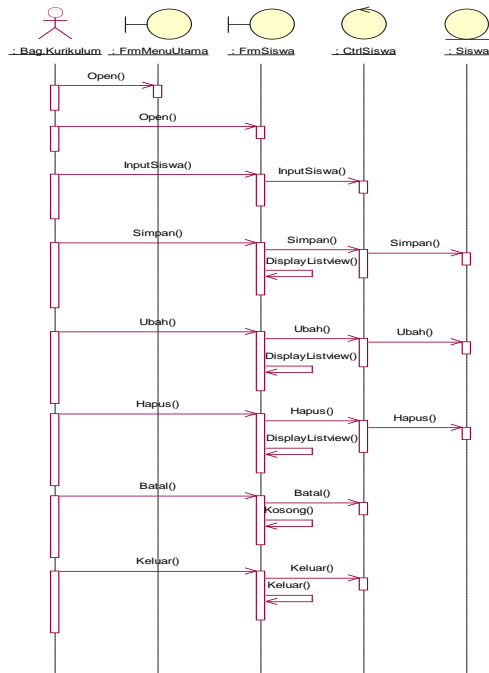 : Bag.Kurikulum
: FrmMenuUtama
: FrmSiswa
: CtrlSiswa
: Siswa
Open()
Open()
InputSiswa()
InputSiswa()
Simpan()
Simpan()
Simpan()
DisplayListview()
Ubah()
Ubah()
Ubah()
DisplayListview()
Hapus()
Hapus()
Hapus()
DisplayListview()
Batal()
Batal()
Kosong()
Keluar()
Keluar()
Keluar()